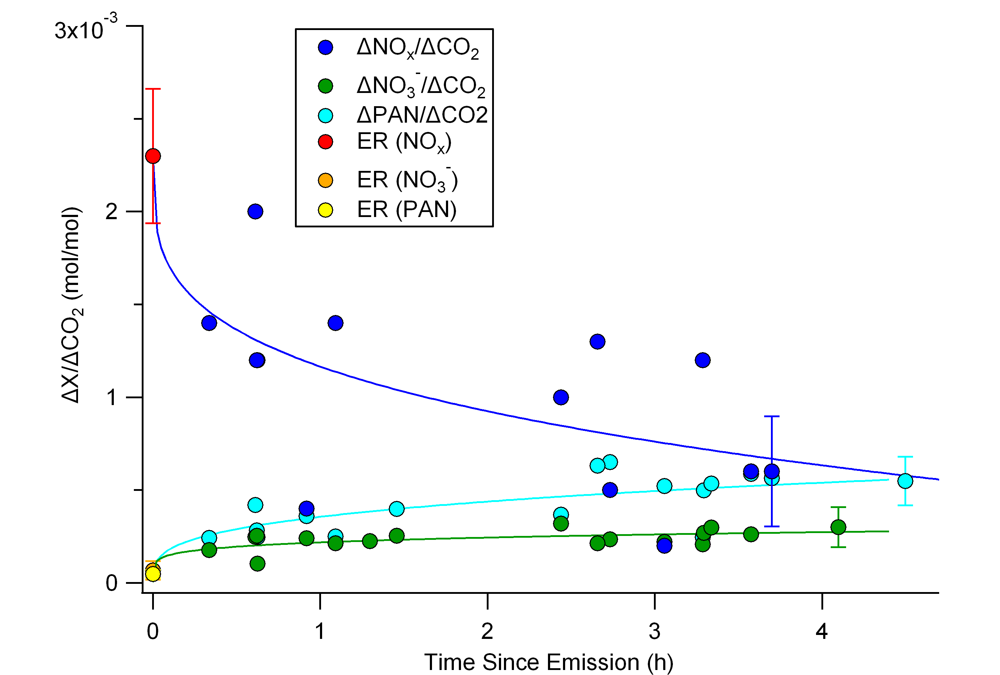 3x10⁻³
2
1
0
ΔX/ΔCO₂ (mol/mol)
ΔNOₓ/ΔCO₂
ΔNO₃⁻/ΔCO₂
ΔPAN/ΔCO2
ER (NOₓ)
ER (NO₃⁻)
ER (PAN)
0 1 2 3 4
Time Since Emission (h)